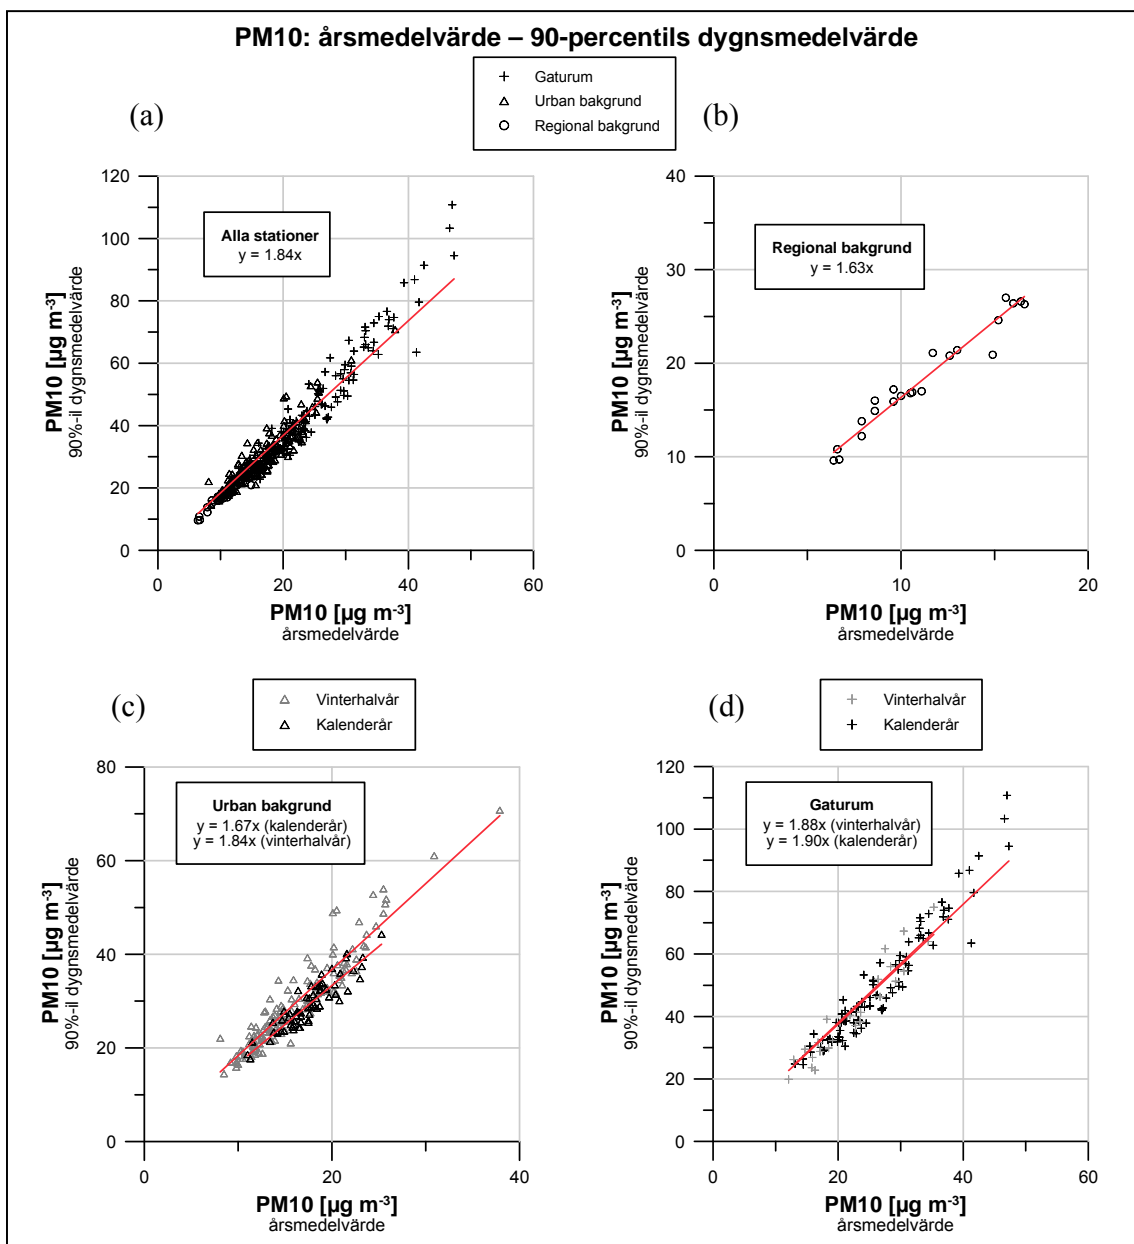 PM10: årsmedelvärde – 90-percentils dygnsmedelvärde
Gaturum
Urban bakgrund
Regional bakgrund
(a)
120
100
80
60
40
20
0
0
20
40
60
Alla stationer
y = 1.84x
PM10 [µg m-3]
90%-il dygnsmedelvärde
PM10 [µg m-3]
årsmedelvärde
(b)
40
30
20
10
0
0
10
20
Regional bakgrund
y = 1.63x
PM10 [µg m-3]
90%-il dygnsmedelvärde
PM10 [µg m-3]
årsmedelvärde
(c)
Vinterhalvår
Kalenderår
80
60
40
20
0
0
20
40
Urban bakgrund
y = 1.67x (kalenderår)
y = 1.84x (vinterhalvår)
PM10 [µg m-3]
90%-il dygnsmedelvärde
PM10 [µg m-3]
årsmedelvärde
(d)
Vinterhalvår
Kalenderår
120
100
80
60
40
20
0
0
20
40
60
Gaturum
y = 1.88x (vinterhalvår)
y = 1.90x (kalenderår)
PM10 [µg m-3]
90%-il dygnsmedelvärde
PM10 [µg m-3]
årsmedelvärde